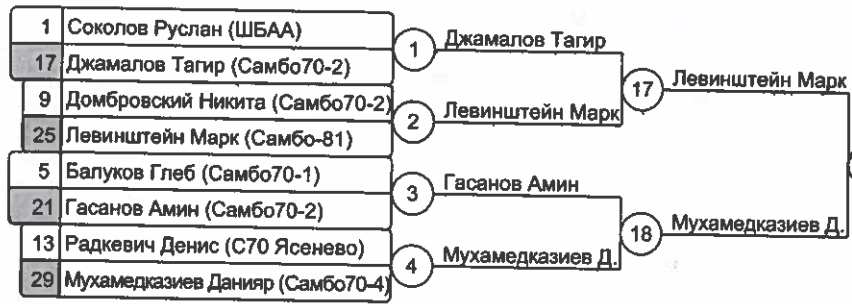 1 Соколов Руслан (ШБАА)
17 Джамалов Тагир (Самбо70-2)
1 Джамалов Тагир
9 Домбровский Никита (Самбо70-2)
25 Левинштейн Марк (Самбо-81)
2 Левинштейн Марк
17 Левинштейн Марк
5 Балуков Глеб (Самбо70-1)
21 Гасанов Амин (Самбо70-2)
3 Гасанов Амин
13 Радкевич Денис (С70 Ясенево)
29 Мухамедказиев Данияр (Самбо70-4)
4 Мухамедказиев Д.
18 Мухамедказиев Д.